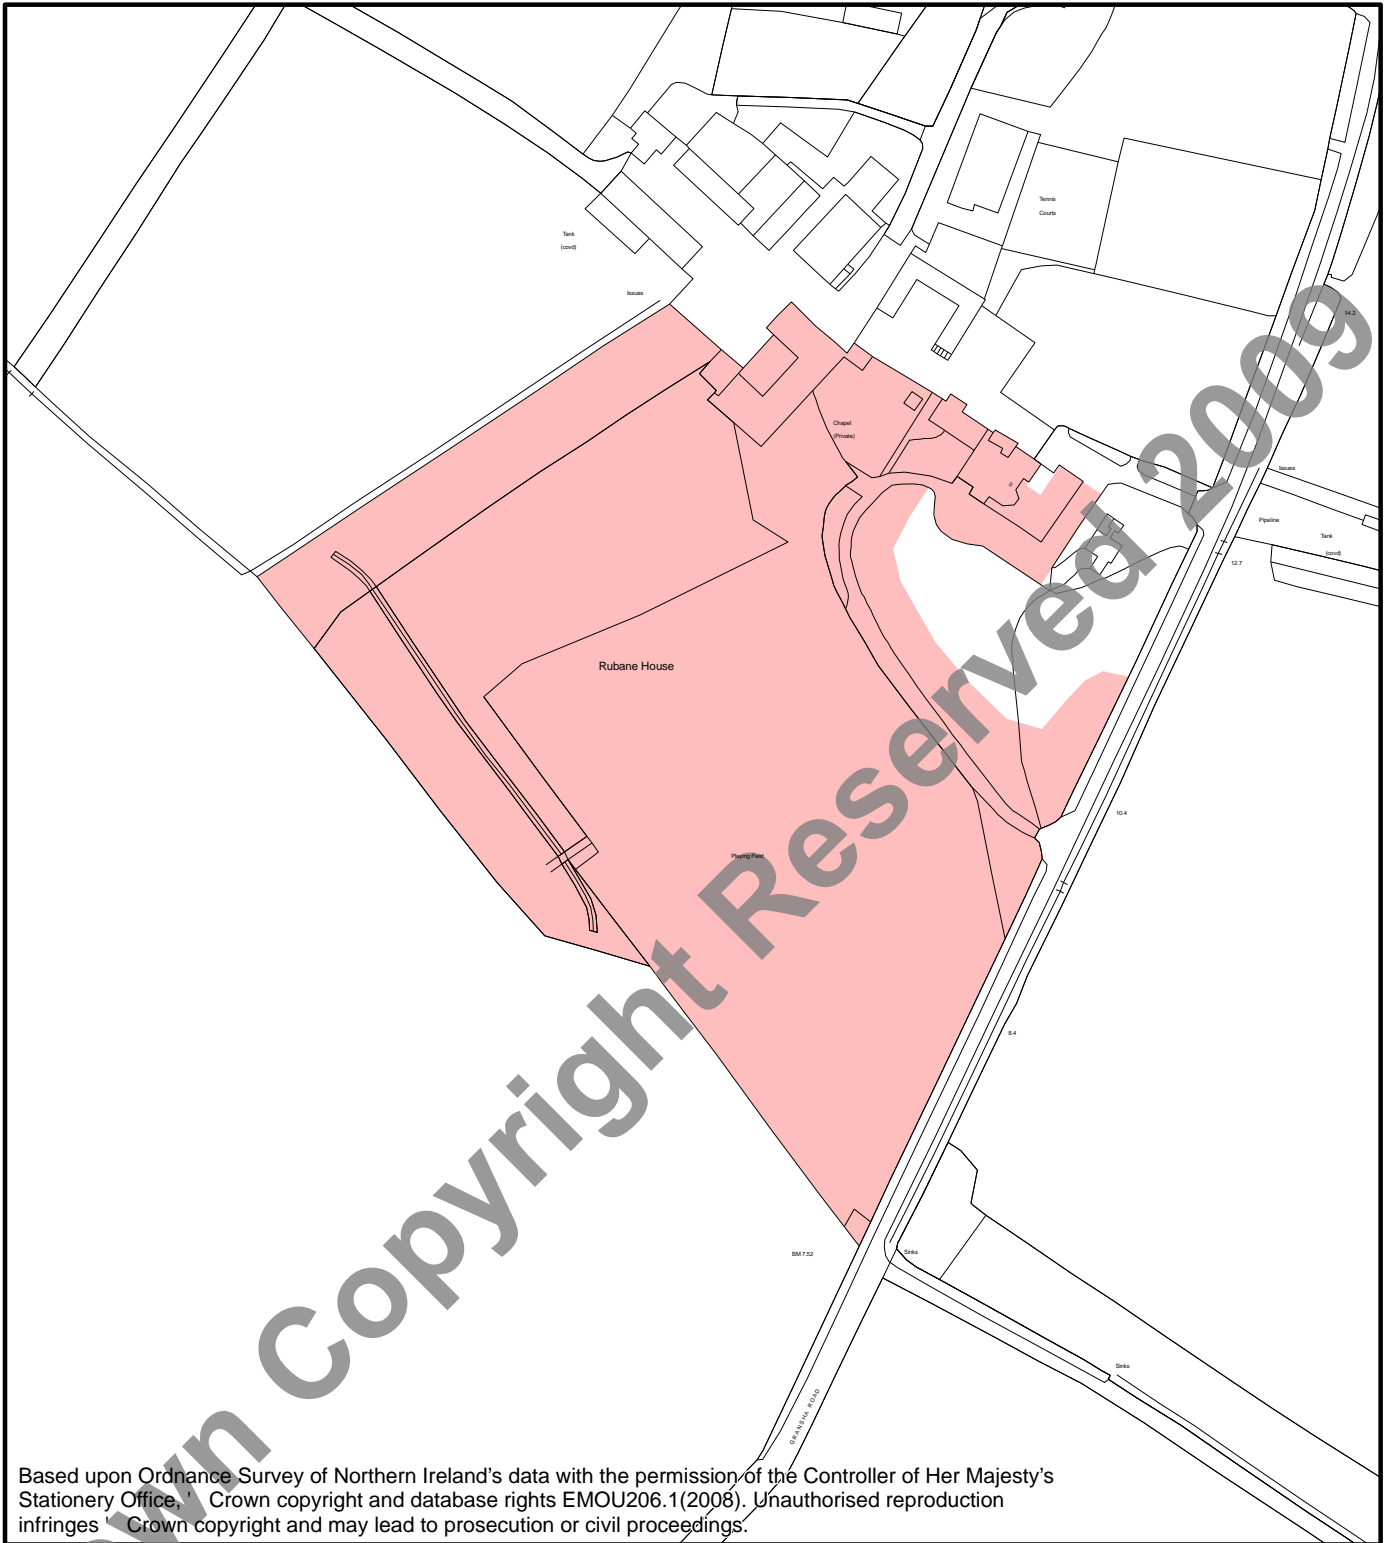 Tennis
Courts
Tank
(covd)
Issues
14.2
Chapel
(Private)
Issues
Pipeline
Tank
(covd)
12.7
Rubane House
10.4
Playing Field
8.4
BM 7.52
Sinks
Sinks
GRANSHA ROAD
wn Copyright Reserved 2009
Based upon Ordnance Survey of Northern Ireland's data with the permission of the Controller of Her Majesty's
Stationery Office, ' Crown copyright and database rights EMOU206.1(2008). Unauthorised reproduction
infringes ' Crown copyright and may lead to prosecution or civil proceedings.